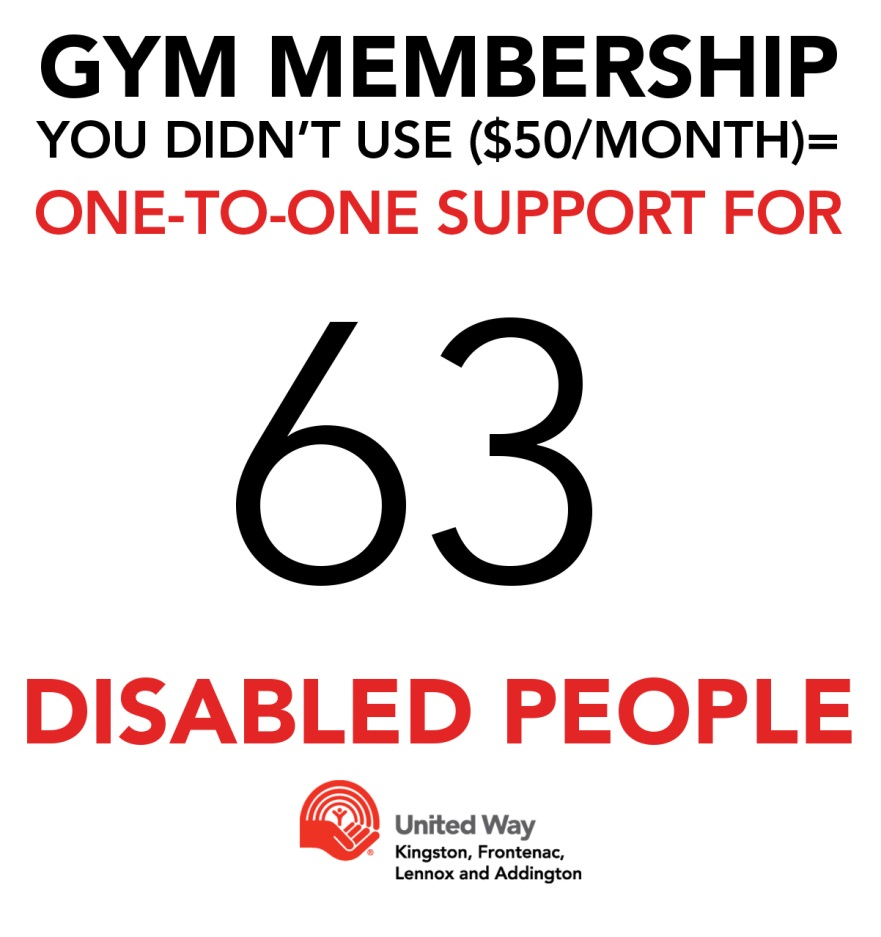 GYM MEMBERSHIP
YOU DIDN'T USE ($50/MONTH)=
ONE-TO-ONE SUPPORT FOR
63
DISABLED PEOPLE
United Way
Kingston, Frontenac,
Lennox and Addington